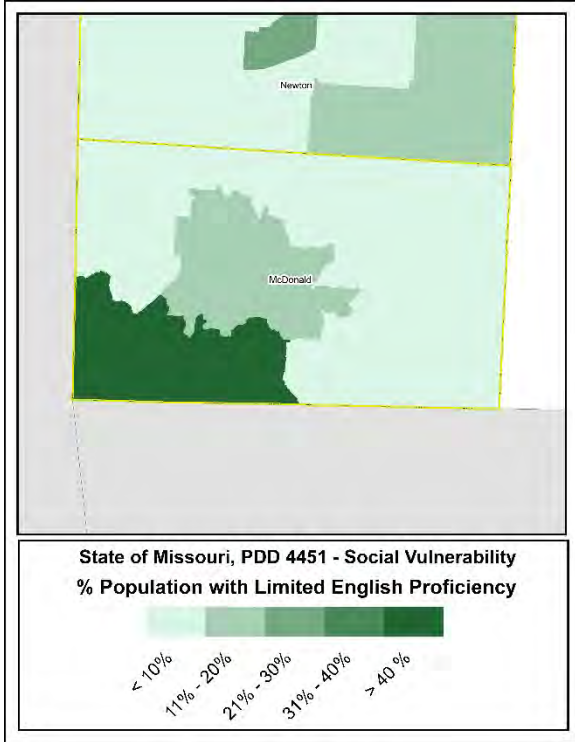 Newton
McDonald
State of Missouri, PDD 4451 - Social Vulnerability
% Population with Limited English Proficiency
< 10%
11% - 20%
21% - 30%
31% - 40%
> 40 %